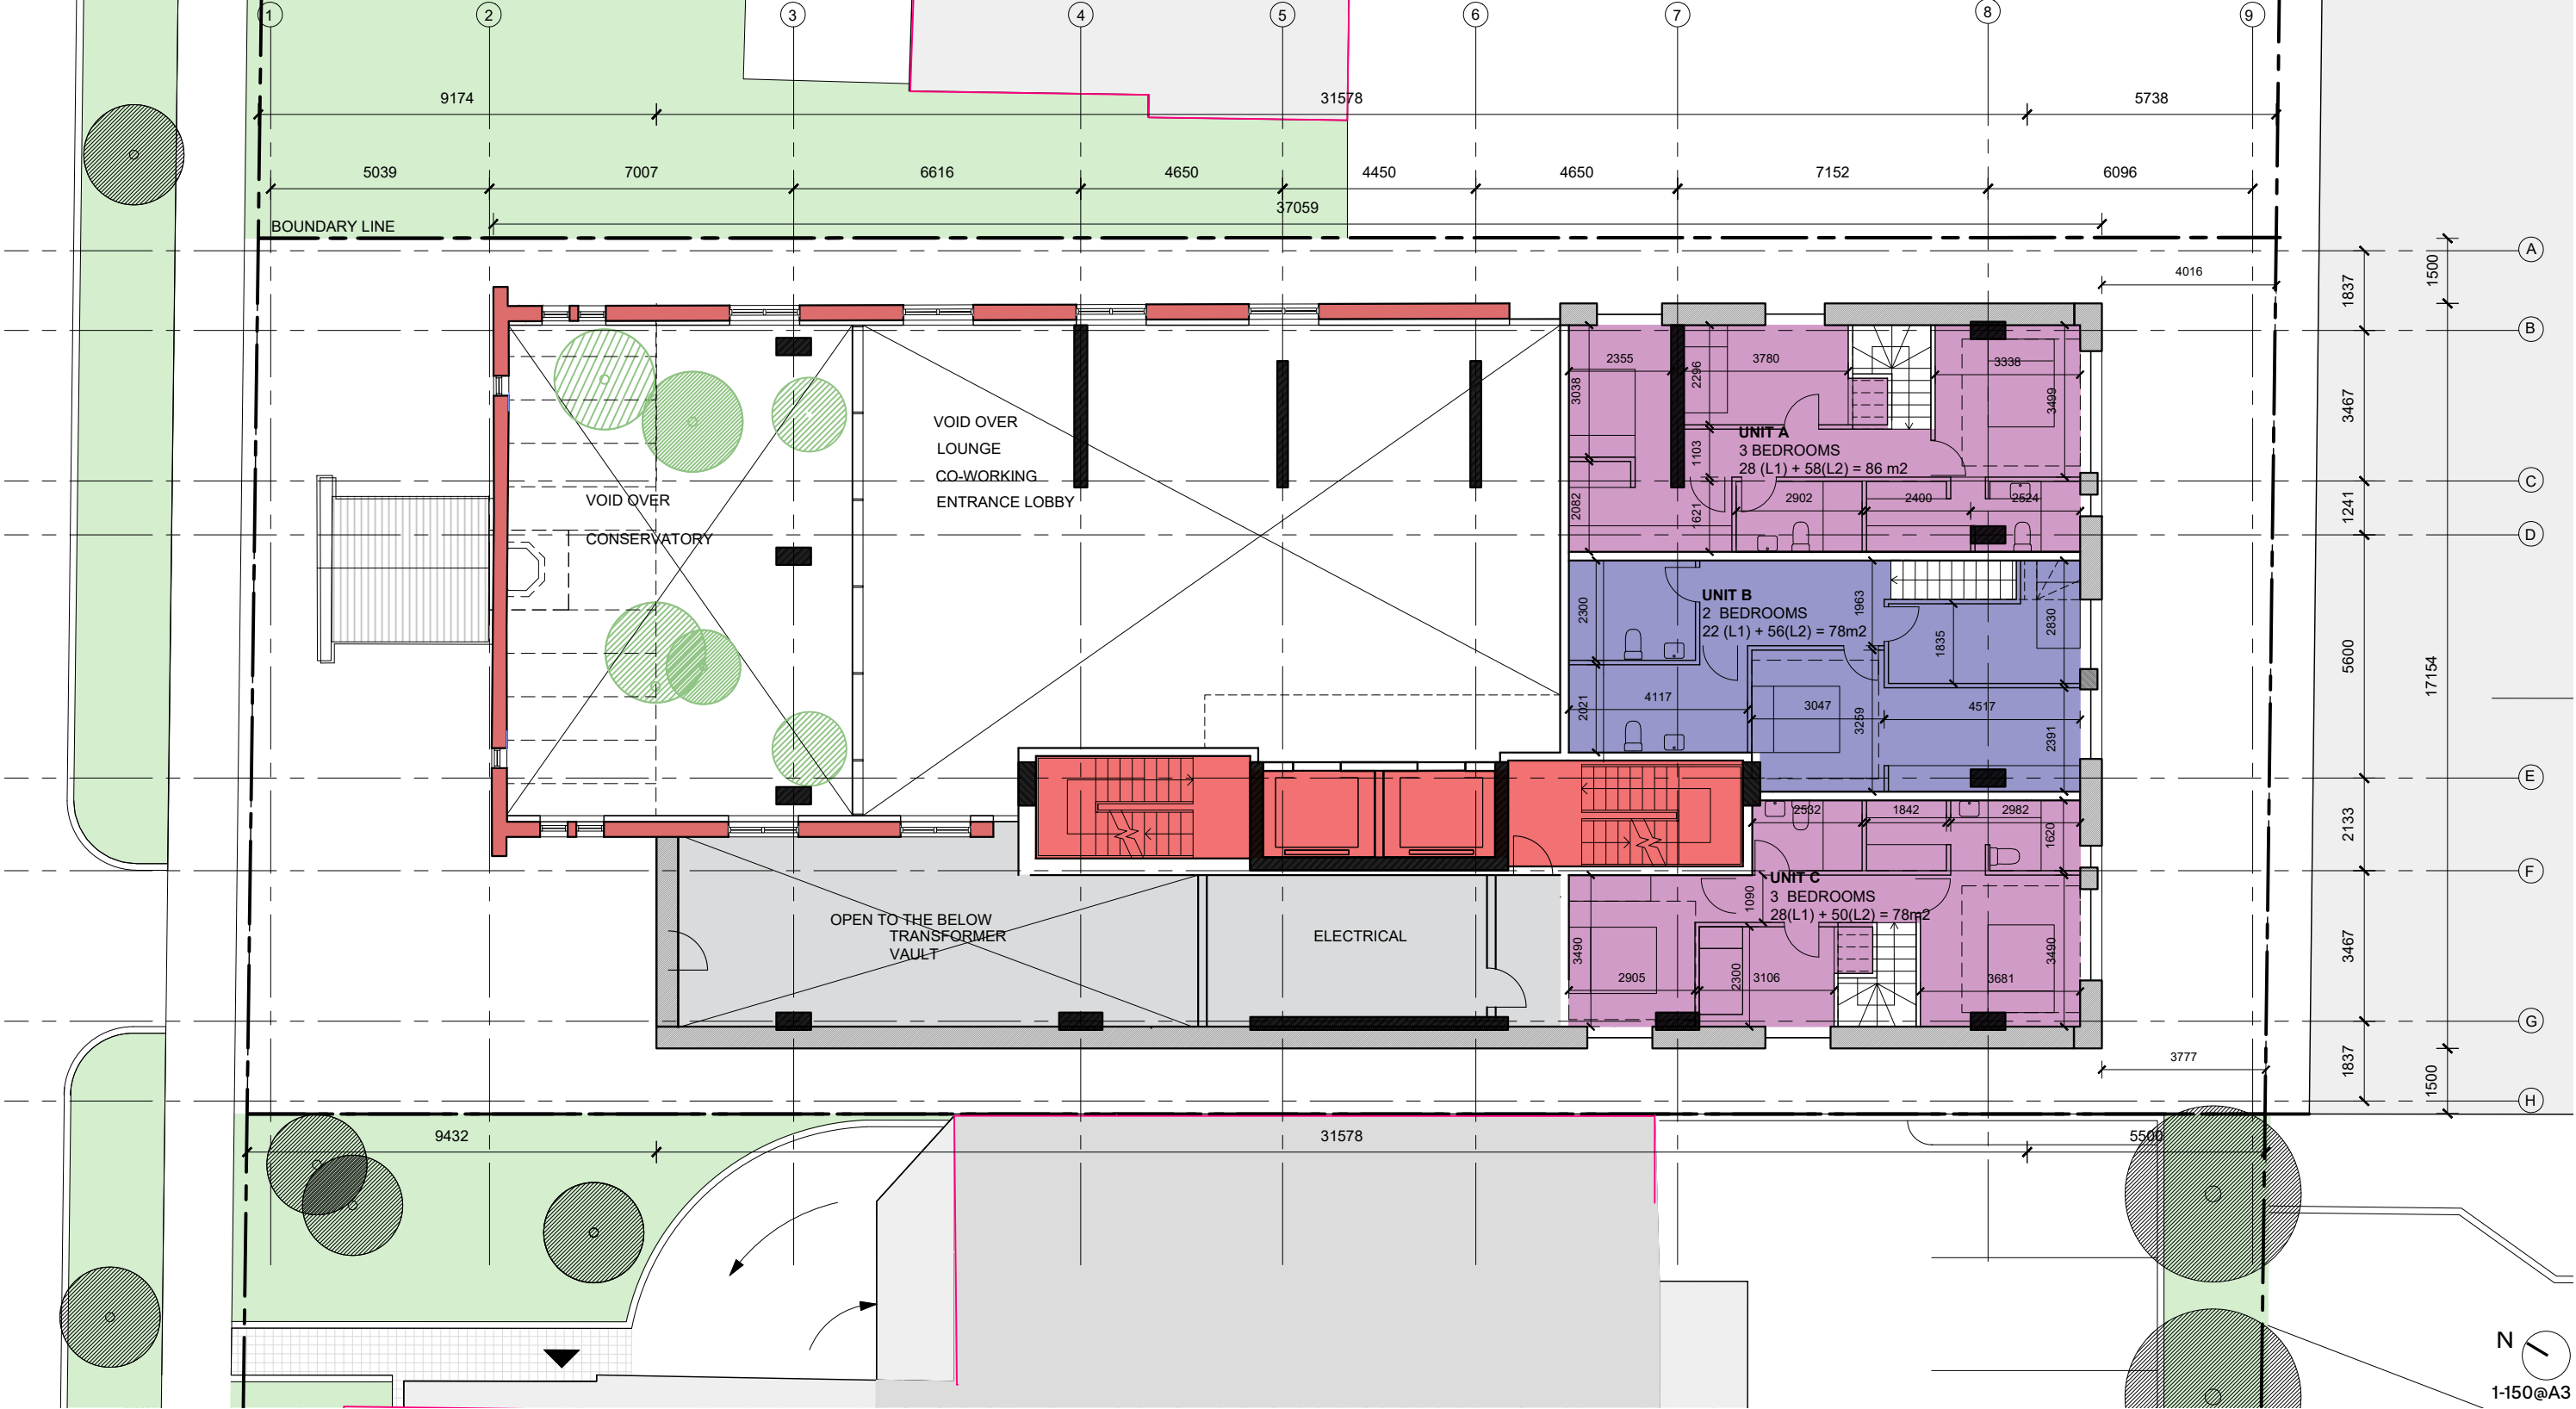 1
2
3
4
5
6
7
8
9
9174
31578
5738
5039
7007
6616
4650
4450
4650
7152
6096
37059
BOUNDARY LINE
A
4016
1837
1500
B
2355
3780
3338
3038
2296
3499
3467
VOID OVER
LOUNGE
CO-WORKING
ENTRANCE LOBBY
UNIT A
3 BEDROOMS
28 (L1) + 58(L2) = 86 m2
1103
C
VOID OVER
CONSERVATORY
2082
1621
2902
2400
2524
1241
D
UNIT B
2 BEDROOMS
22 (L1) + 56(L2) = 78m2
2300
1963
1835
2830
5600
17154
4117
3047
4517
2021
3259
2391
E
2532
1842
2982
1620
2133
F
UNIT C
3 BEDROOMS
28(L1) + 50(L2) = 78m2
1090
OPEN TO THE BELOW
TRANSFORMER
VAULT
ELECTRICAL
3490
2905
2300
3106
3681
3490
3467
G
3777
1837
1500
H
9432
31578
5500
N
1-150@A3